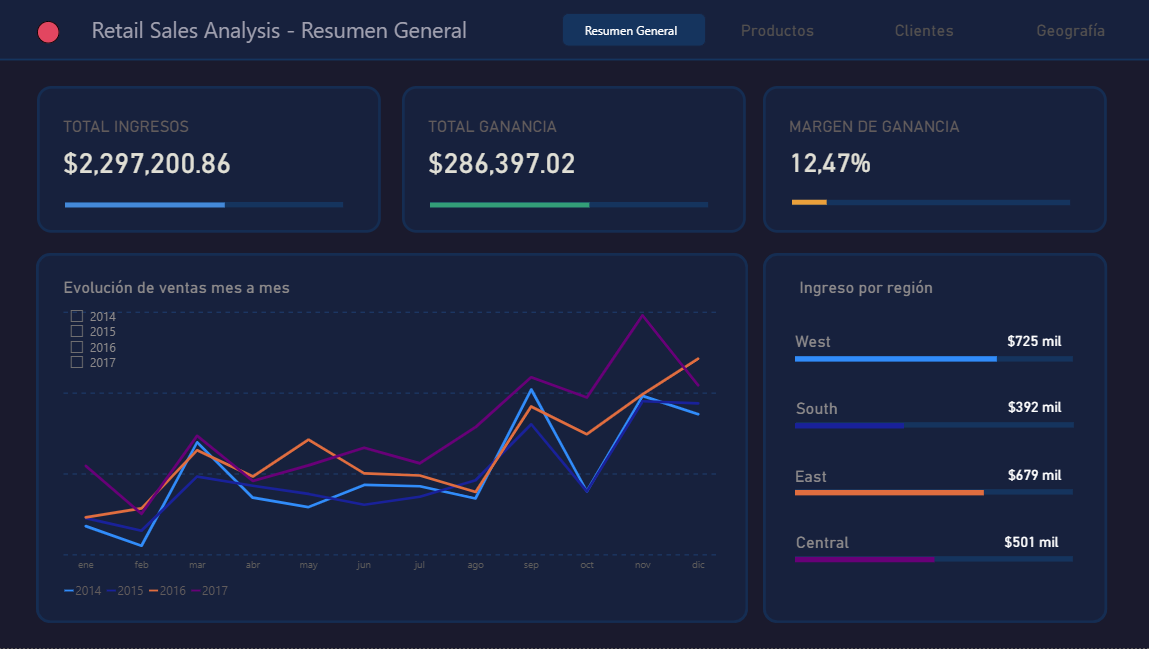 Retail Sales Analysis - Resumen General
Resumen General
Productos
Clientes
Geografía
TOTAL INGRESOS
$2,297,200.86
TOTAL GANANCIA
$286,397.02
MARGEN DE GANANCIA
12,47%
Evolución de ventas mes a mes
2014
2015
2016
2017
ene feb mar abr may jun jul ago sep oct nov dic
2014 2015 2016 2017
Ingreso por región
West $725 mil
South $392 mil
East $679 mil
Central $501 mil